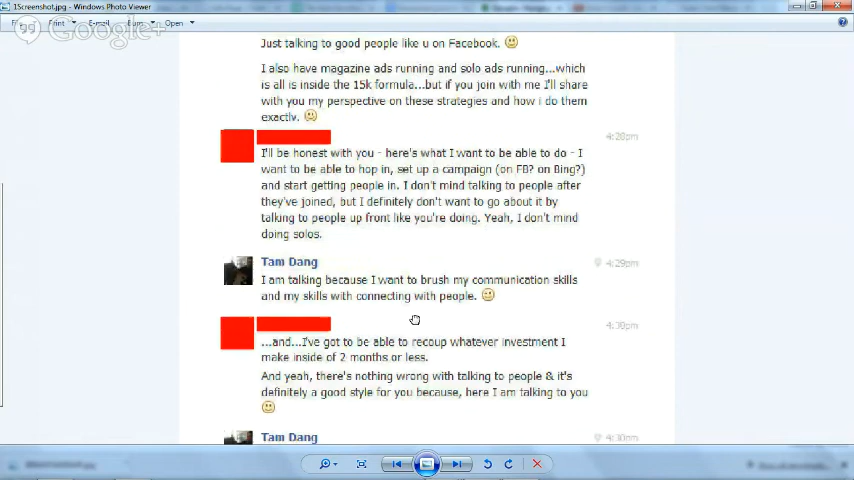 1Screenshot.jpg - Windows Photo Viewer
Print E-mail Burn Open
Google+
Just talking to good people like u on Facebook.
I also have magazine ads running and solo ads running...which
is all is inside the 15k formula...but if you join with me I'll share
with you my perspective on these strategies and how i do them
exactly.
4:28pm
I'll be honest with you - here's what I want to be able to do - I
want to be able to hop in, set up a campaign (on FB? on Bing?)
and start getting people in. I don't mind talking to people after
they've joined, but I definitely don't want to go about it by
talking to people up front like you're doing. Yeah, I don't mind
doing solos.
Tam Dang 4:29pm
I am talking because I want to brush my communication skills
and my skills with connecting with people.
4:30pm
...and...I've got to be able to recoup whatever investment I
make inside of 2 months or less.
And yeah, there's nothing wrong with talking to people & it's
definitely a good style for you because, here I am talking to you
Tam Dang 4:30pm